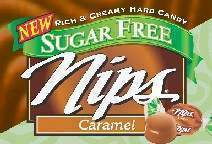 NEW
RICH & CREAMY HARD CANDY
SUGAR FREE
Nips
Caramel